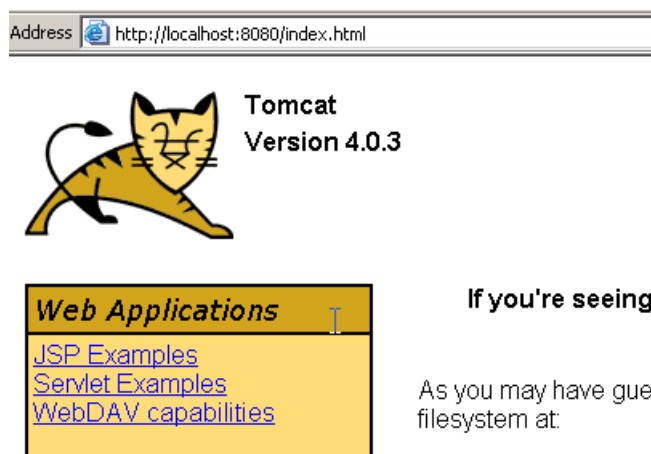 Address http://localhost:8080/index.html
Tomcat
Version 4.0.3
Web Applications
JSP Examples
Servlet Examples
WebDAV capabilities
If you're seeing
As you may have gue
filesystem at: